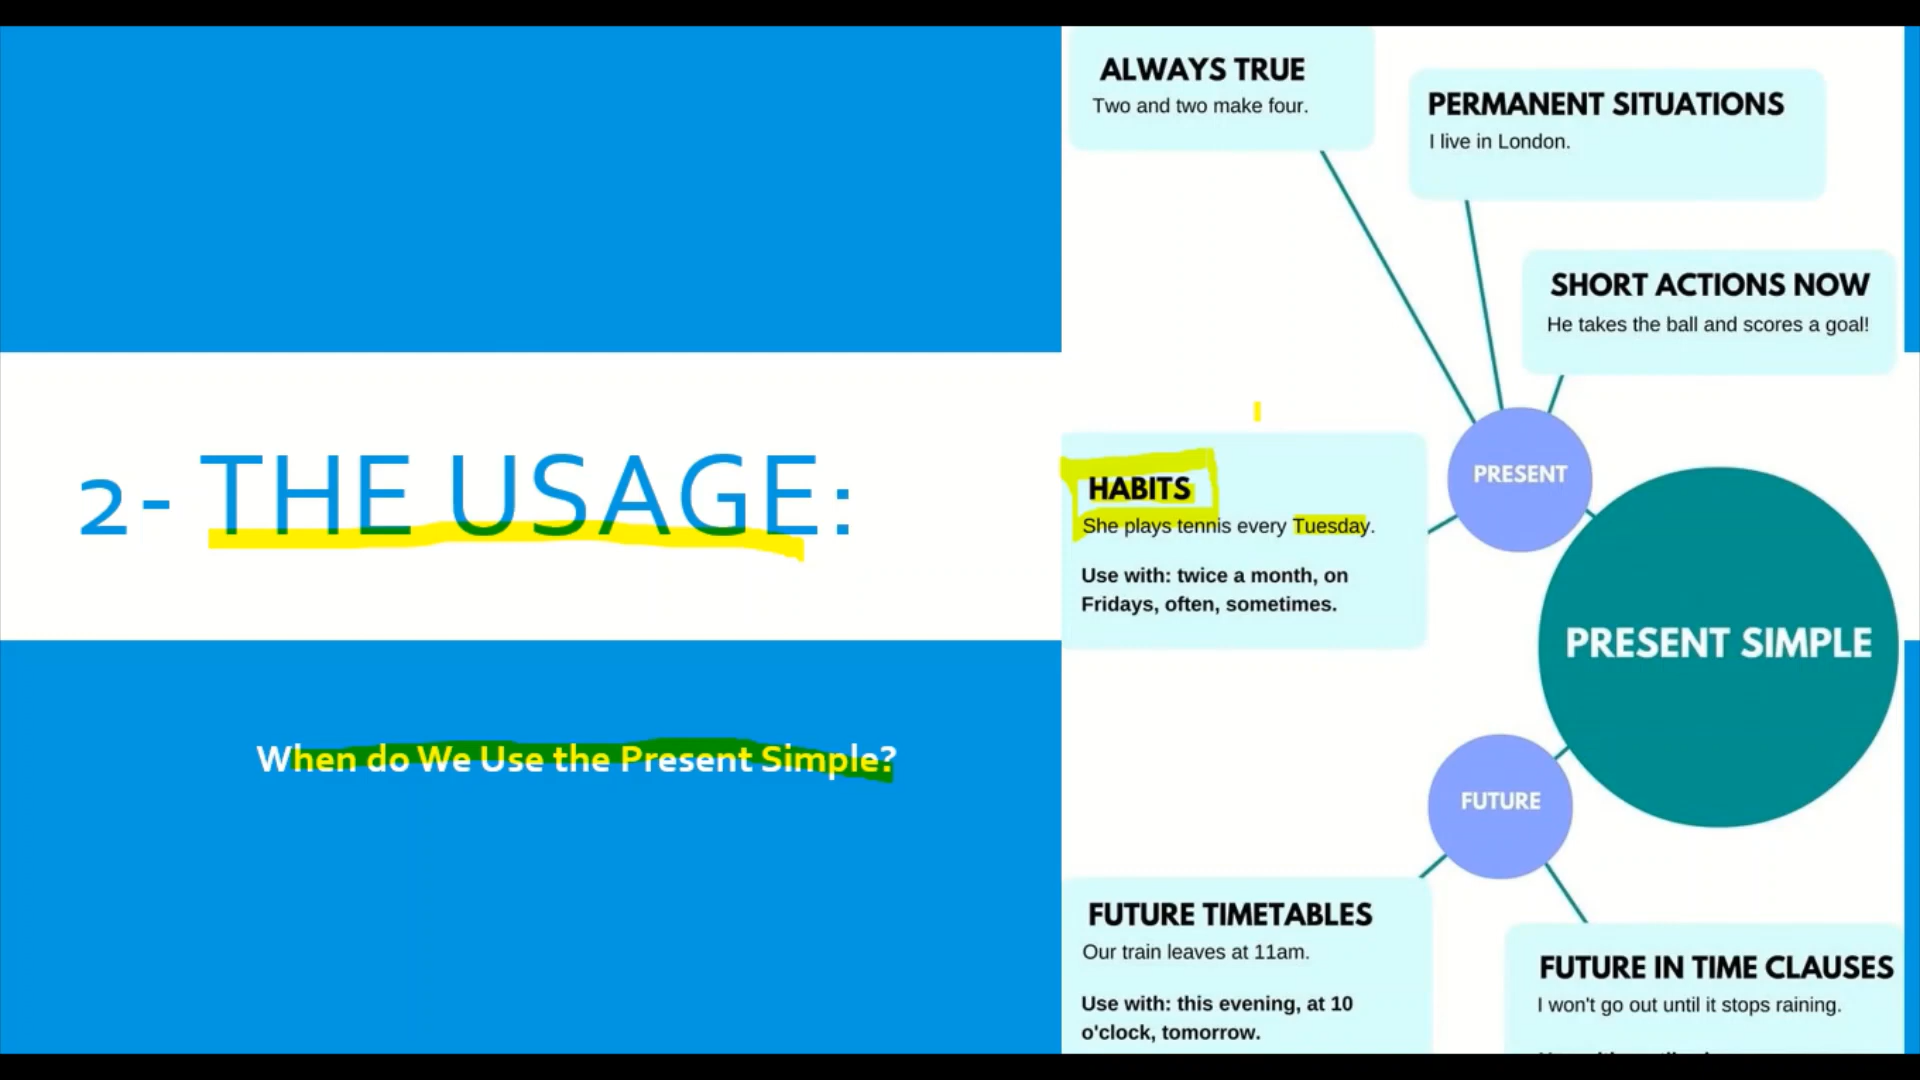 2- THE USAGE:
When do We Use the Present Simple?
ALWAYS TRUE
Two and two make four.
PERMANENT SITUATIONS
I live in London.
SHORT ACTIONS NOW
He takes the ball and scores a goal!
HABITS
She plays tennis every Tuesday.
Use with: twice a month, on
Fridays, often, sometimes.
PRESENT
PRESENT SIMPLE
FUTURE
FUTURE TIMETABLES
Our train leaves at 11am.
Use with: this evening, at 10
o'clock, tomorrow.
FUTURE IN TIME CLAUSES
I won't go out until it stops raining.